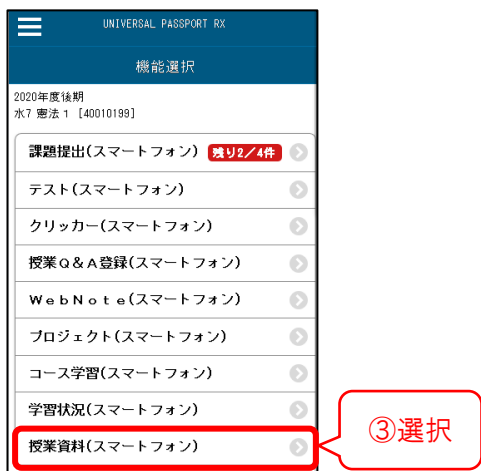 UNIVERSAL PASSPORT RX
機能選択
2020年度後期
水7 憲法1 [40010199]
課題提出(スマートフォン) 残り2/4件
テスト(スマートフォン)
クリッカー(スマートフォン)
授業Q&A登録(スマートフォン)
WebNote(スマートフォン)
プロジェクト(スマートフォン)
コース学習(スマートフォン)
学習状況(スマートフォン)
授業資料(スマートフォン)
③選択